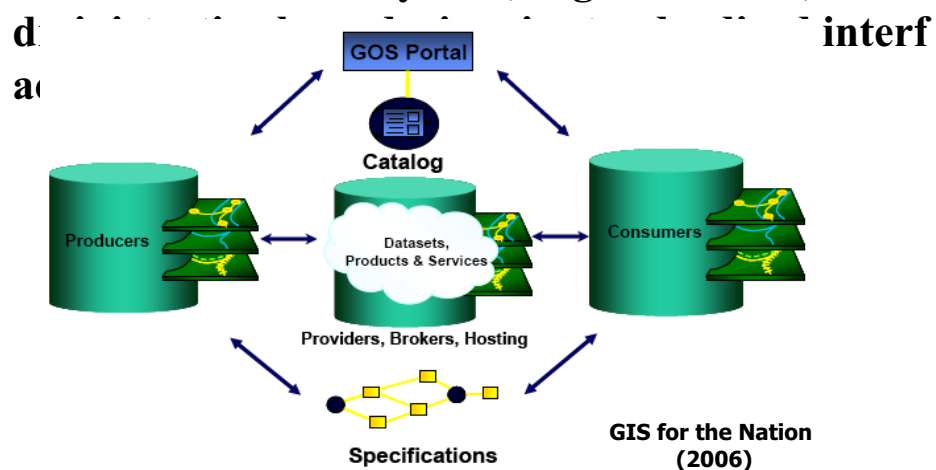 interf
GOS Portal
Catalog
Producers
Datasets,
Products & Services
Consumers
Providers, Brokers, Hosting
Specifications
GIS for the Nation
(2006)